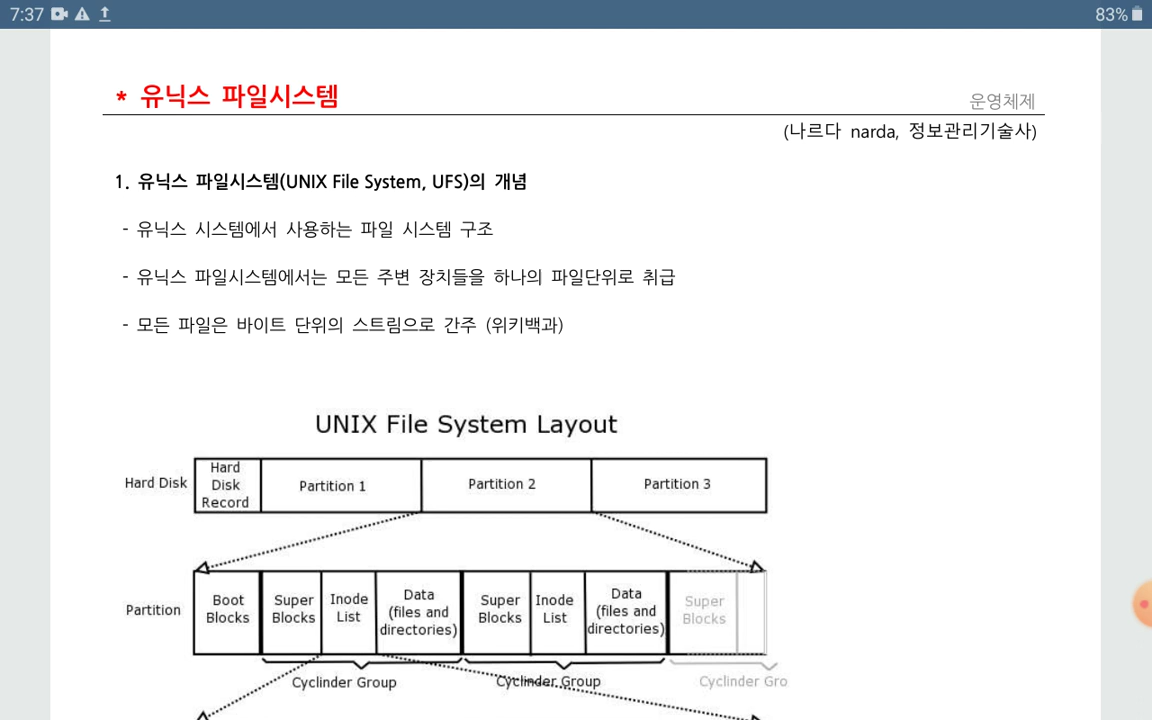 7:37
83%
* 유닉스 파일시스템
운영체제
(나르다 narda, 정보관리기술사)
1. 유닉스 파일시스템(UNIX File System, UFS)의 개념
- 유닉스 시스템에서 사용하는 파일 시스템 구조
- 유닉스 파일시스템에서는 모든 주변 장치들을 하나의 파일단위로 취급
- 모든 파일은 바이트 단위의 스트림으로 간주 (위키백과)
UNIX File System Layout
Hard Disk
Hard
Disk
Record
Partition 1
Partition 2
Partition 3
Partition
Boot
Blocks
Super
Blocks
Inode
List
Data
(files and
directories)
Super
Blocks
Inode
List
Data
(files and
directories)
Super
Blocks
Cyclinder Group
Cyclinder Group
Cyclinder Gro